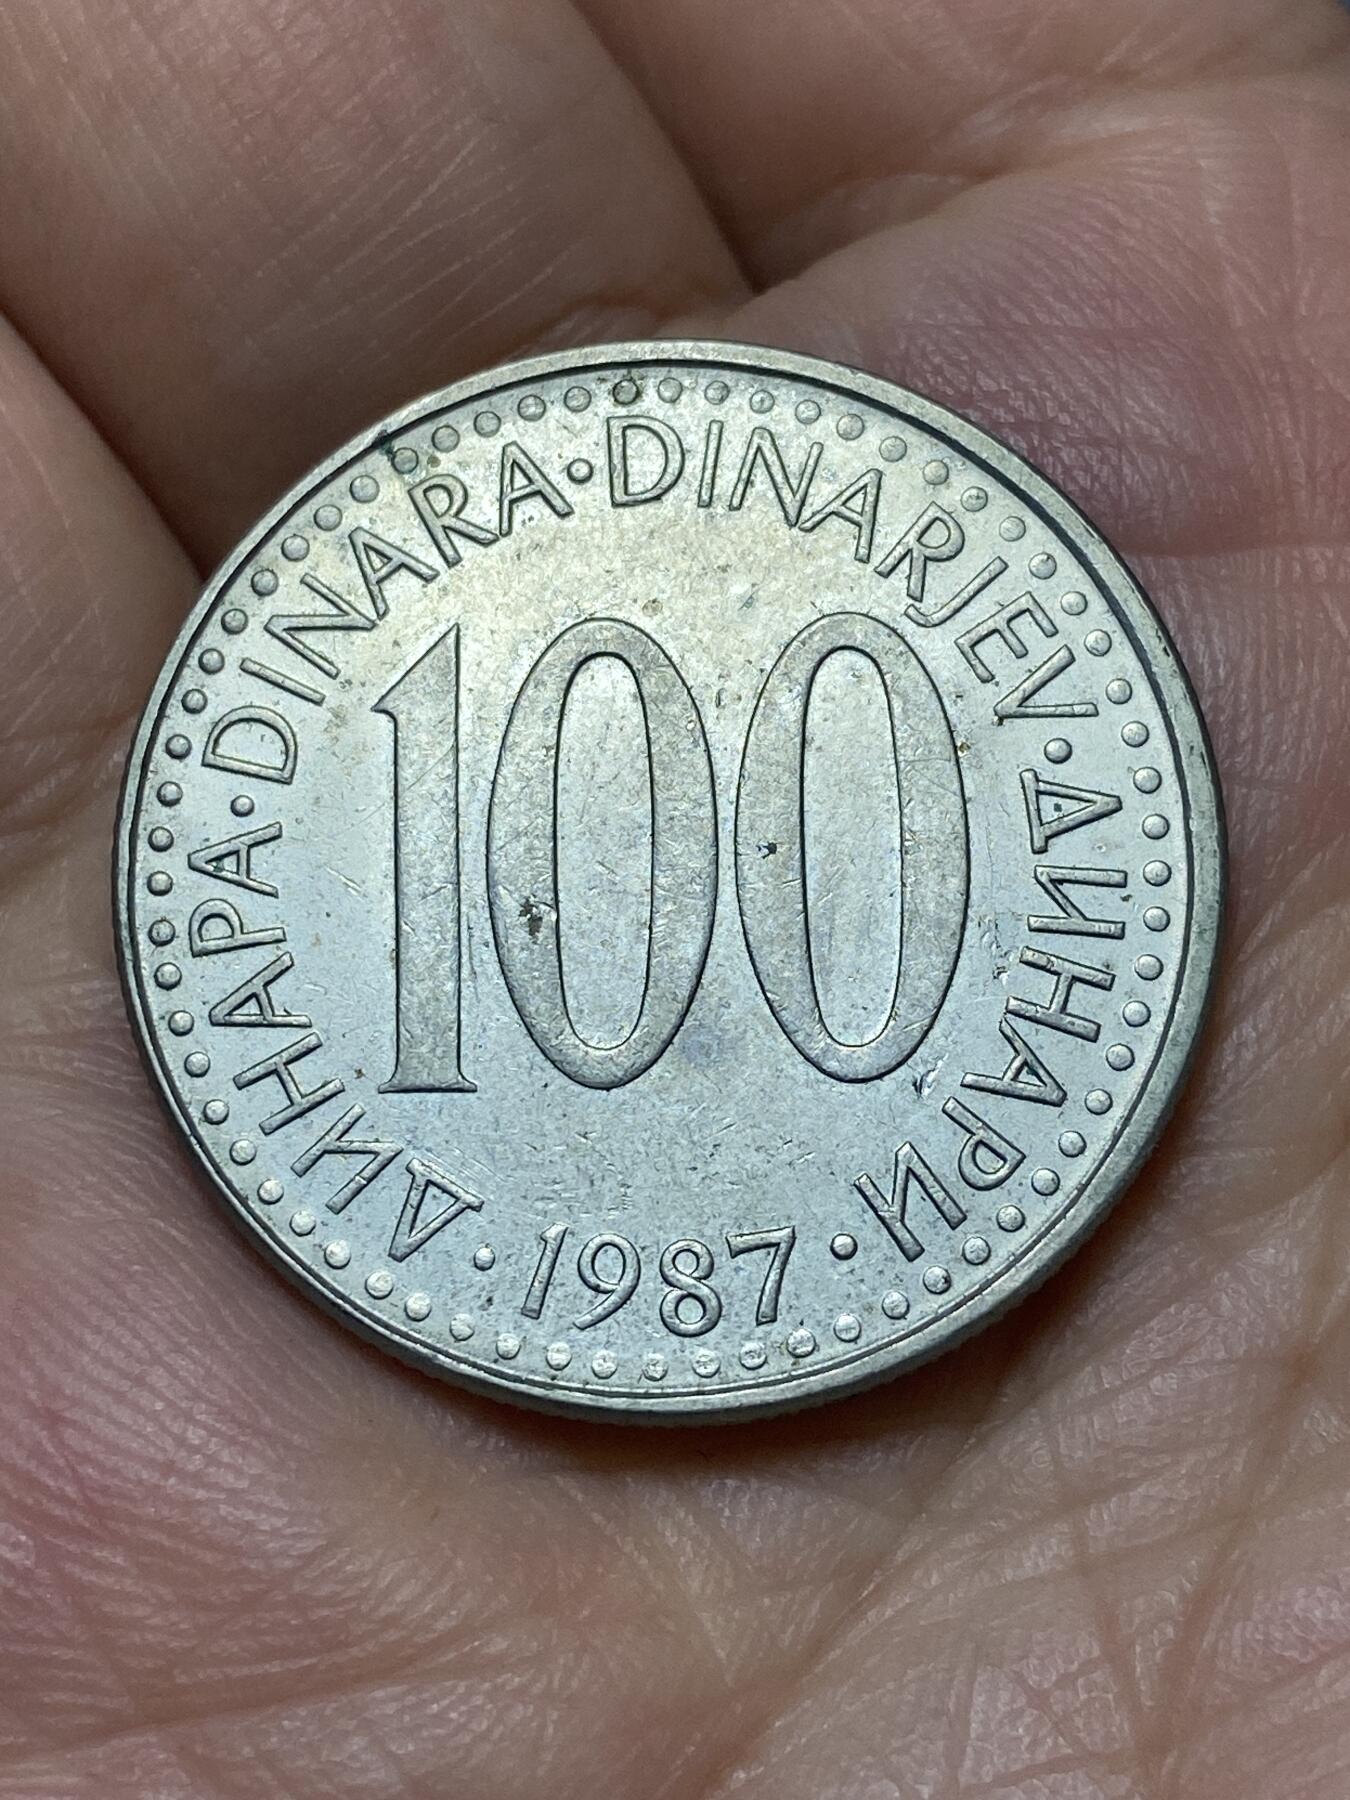 ДИНАРА · DINARA · DINARJEV · ДИНАРИ
100
· 1987 ·